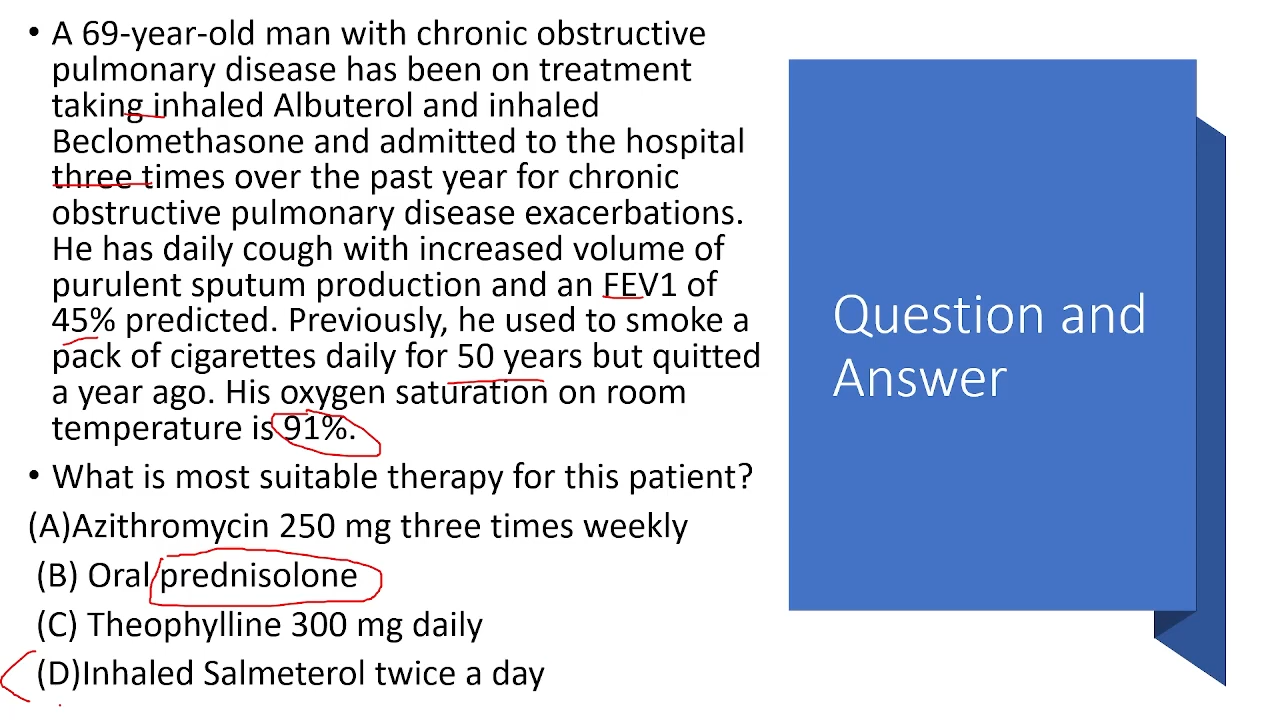 • A 69-year-old man with chronic obstructive
pulmonary disease has been on treatment
taking inhaled Albuterol and inhaled
Beclomethasone and admitted to the hospital
three times over the past year for chronic
obstructive pulmonary disease exacerbations.
He has daily cough with increased volume of
purulent sputum production and an FEV1 of
45% predicted. Previously, he used to smoke a
pack of cigarettes daily for 50 years but quitted
a year ago. His oxygen saturation on room
temperature is 91%.
• What is most suitable therapy for this patient?
(A)Azithromycin 250 mg three times weekly
(B) Oral prednisolone
(C) Theophylline 300 mg daily
(D)Inhaled Salmeterol twice a day
Question and
Answer